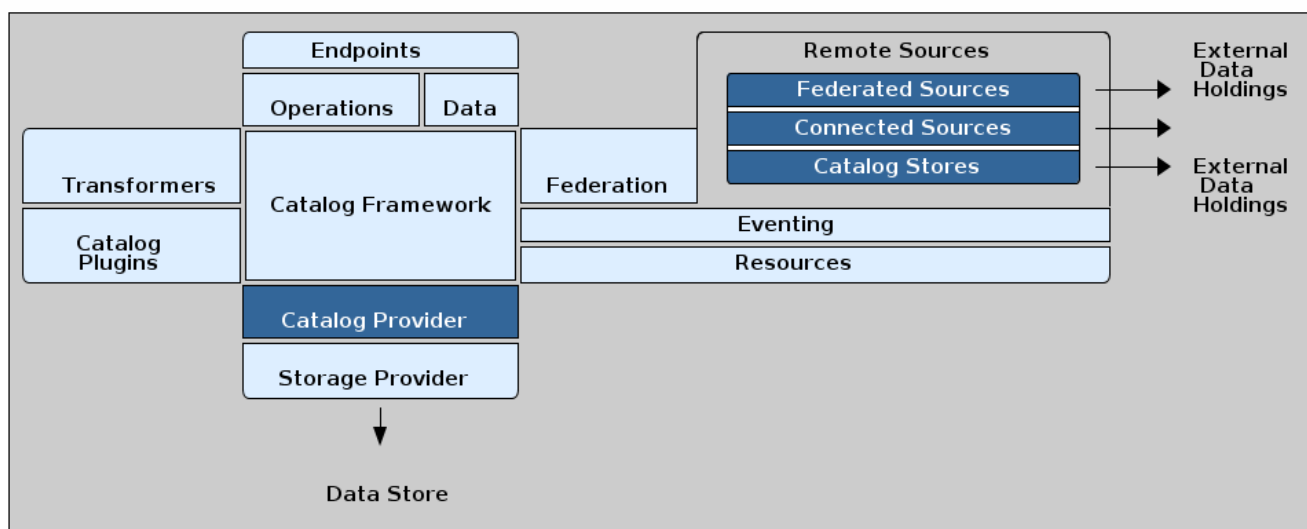 Endpoints
Operations
Data
Transformers
Catalog
Plugins
Catalog Framework
Federation
Remote Sources
Federated Sources
Connected Sources
Catalog Stores
External
Data
Holdings
External
Data
Holdings
Eventing
Resources
Catalog Provider
Storage Provider
Data Store